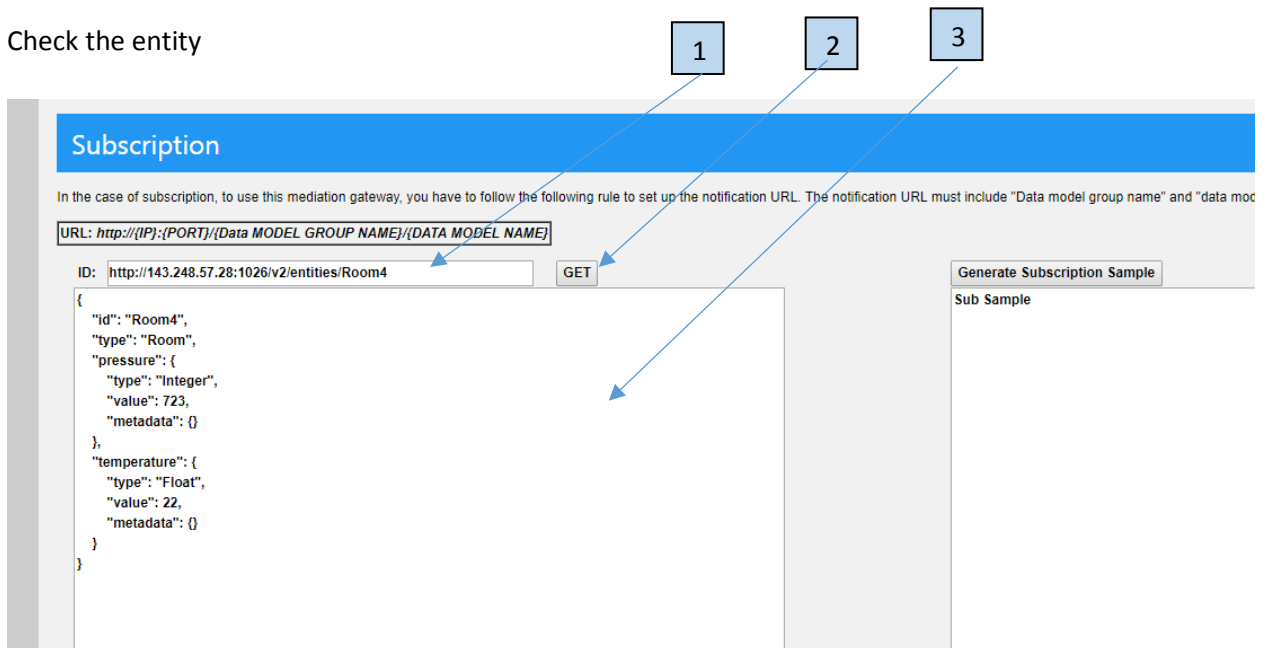 Check the entity
1
2
3
Subscription
In the case of subscription, to use this mediation gateway, you have to follow the following rule to set up the notification URL. The notification URL must include "Data model group name" and "data mod
URL: http://{IP}:{PORT}/{Data MODEL GROUP NAME}/{DATA MODEL NAME}
ID: http://143.248.57.28:1026/v2/entities/Room4 GET Generate Subscription Sample
{
"id": "Room4",
"type": "Room",
"pressure": {
"type": "Integer",
"value": 723,
"metadata": {}
},
"temperature": {
"type": "Float",
"value": 22,
"metadata": {}
}
}
Sub Sample